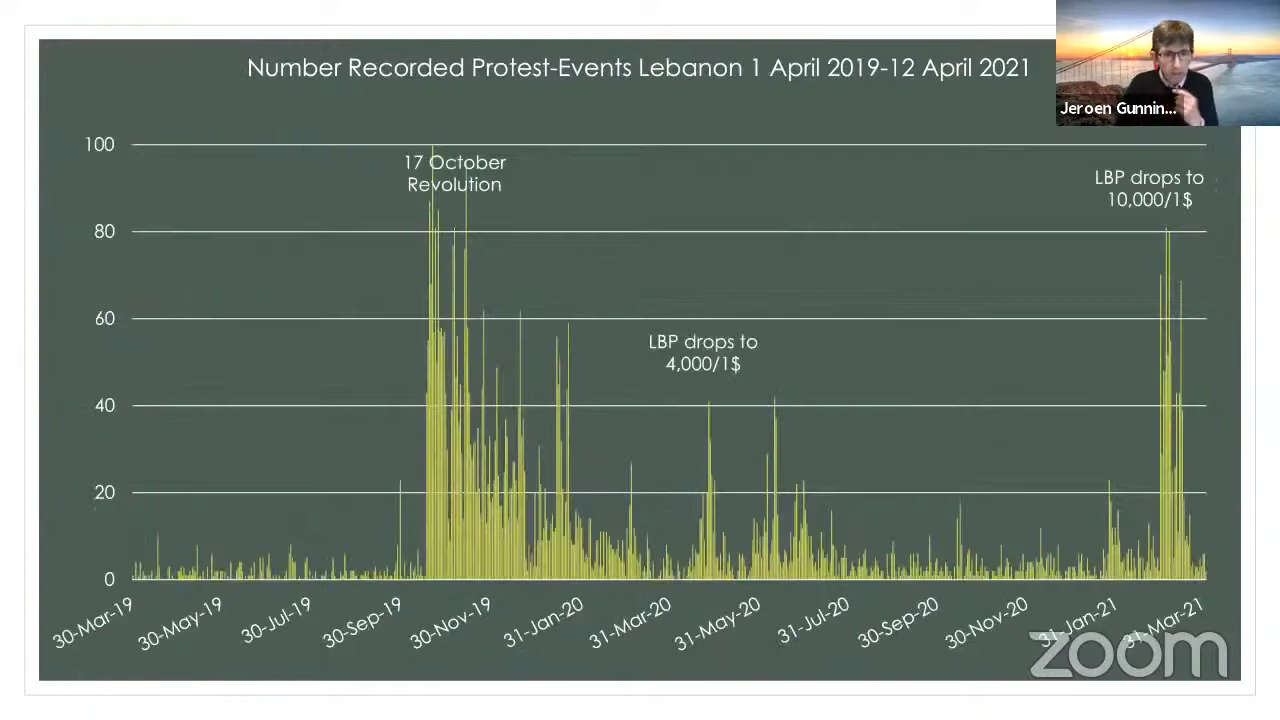 Number Recorded Protest-Events Lebanon 1 April 2019-12 April 2021
Jeroen Gunnin...
100
17 October
Revolution
LBP drops to
10,000/1$
80
60
LBP drops to
4,000/1$
40
20
0
30-Mar-19
30-May-19
30-Jul-19
30-Sep-19
30-Nov-19
31-Jan-20
31-Mar-20
31-May-20
31-Jul-20
30-Sep-20
30-Nov-20
31-Jan-21
31-Mar-21
zoom